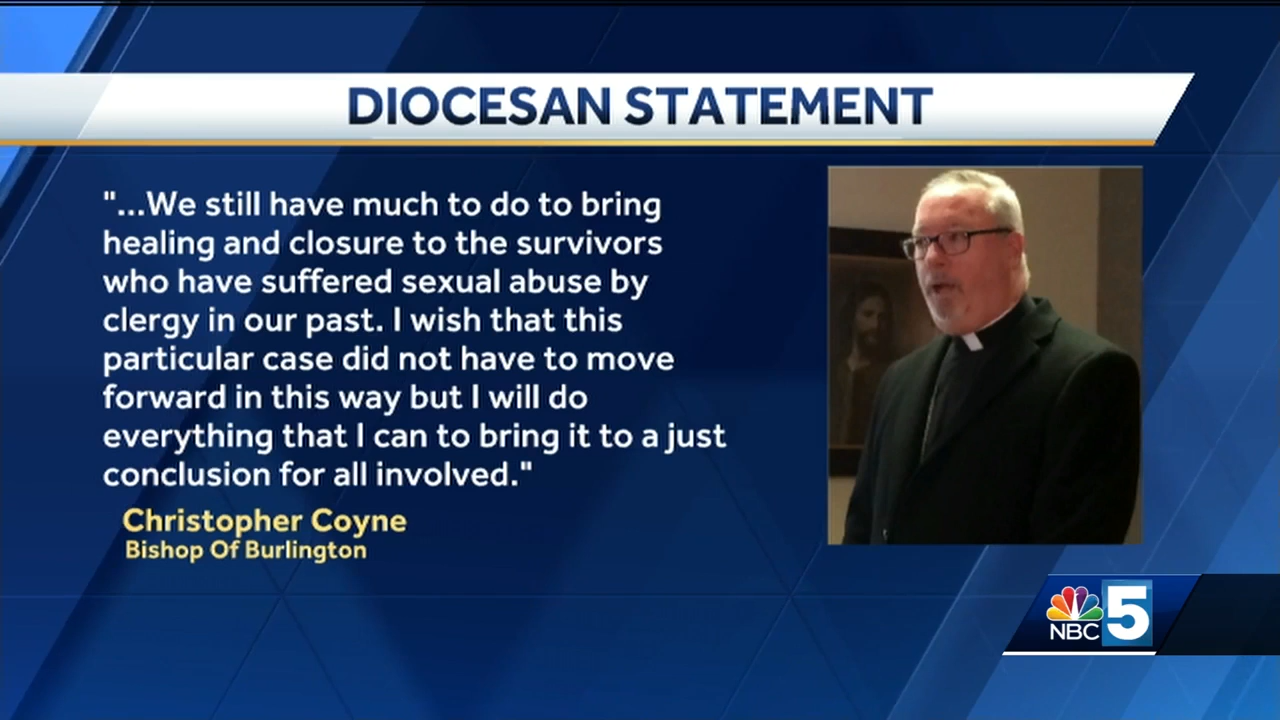 DIOCESAN STATEMENT
"...We still have much to do to bring
healing and closure to the survivors
who have suffered sexual abuse by
clergy in our past. I wish that this
particular case did not have to move
forward in this way but I will do
everything that I can to bring it to a just
conclusion for all involved."
Christopher Coyne
Bishop Of Burlington
NBC 5